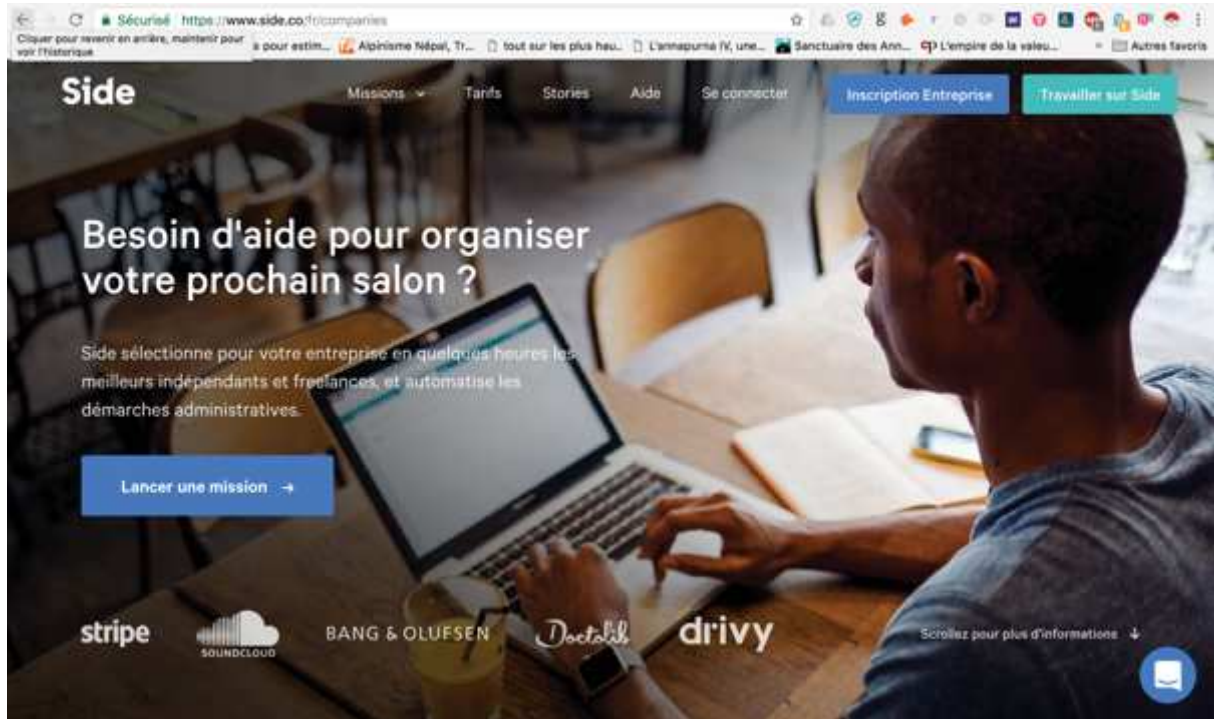 Sécurisé https://www.side.co/fr/companies
Cliquer pour revenir en arrière, maintenir pour
voir l'historique
s pour estim... Alpinisme Népal, Tr... tout sur les plus hau... L'annapurna IV, une... Sanctuaire des Ann... L'empire de la valeu... » Autres favoris
Side Missions Tarifs Stories Aide Se connecter Inscription Entreprise Travailler sur Side
Besoin d'aide pour organiser
votre prochain salon ?
Side sélectionne pour votre entreprise en quelques heures les
meilleurs indépendants et freelances, et automatise les
démarches administratives.
Lancer une mission →
stripe SOUNDCLOUD BANG & OLUFSEN Doctolib drivy Scrollez pour plus d'informations ↓